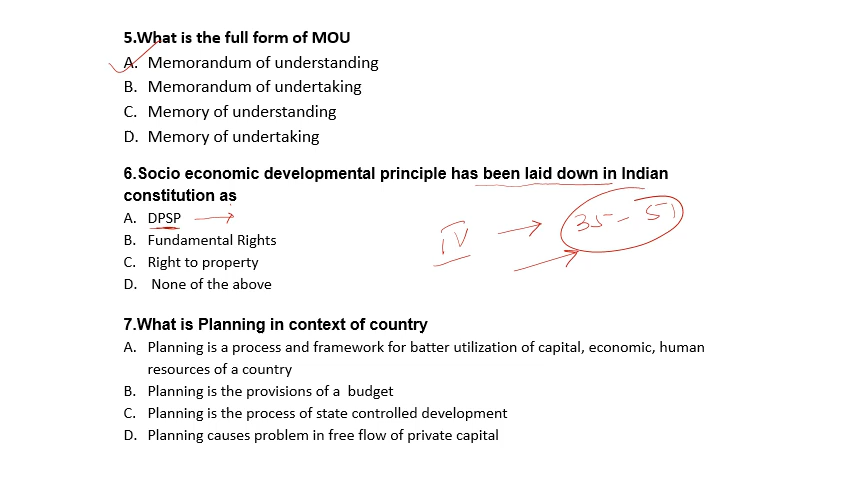 5.What is the full form of MOU
A. Memorandum of understanding
B. Memorandum of undertaking
C. Memory of understanding
D. Memory of undertaking
6.Socio economic developmental principle has been laid down in Indian
constitution as
A. DPSP
B. Fundamental Rights
IV 35-51
C. Right to property
D. None of the above
7.What is Planning in context of country
A. Planning is a process and framework for batter utilization of capital, economic, human
resources of a country
B. Planning is the provisions of a budget
C. Planning is the process of state controlled development
D. Planning causes problem in free flow of private capital